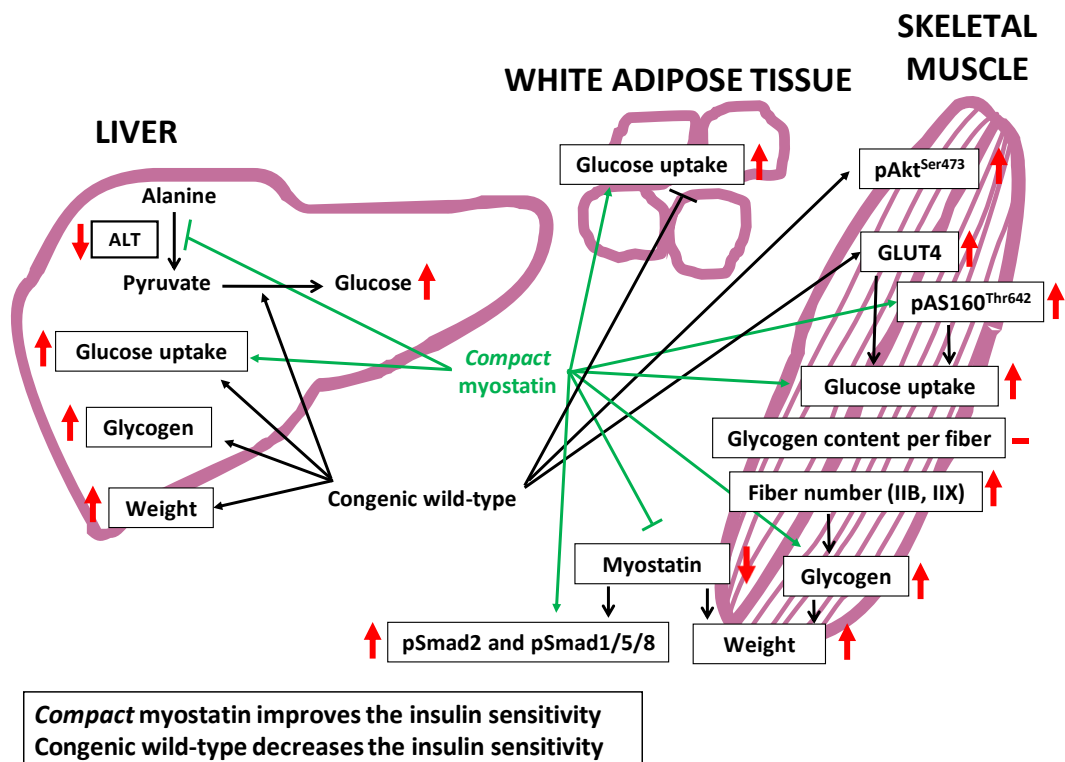 SKELETAL
MUSCLE
WHITE ADIPOSE TISSUE
LIVER
Glucose uptake
pAkt^Ser473
Alanine
ALT
Pyruvate
Glucose
GLUT4
pAS160^Thr642
Glucose uptake
Compact
myostatin
Glucose uptake
Glycogen
Glycogen content per fiber
Weight
Congenic wild-type
Fiber number (IIB, IIX)
Myostatin
Glycogen
pSmad2 and pSmad1/5/8
Weight
Compact myostatin improves the insulin sensitivity
Congenic wild-type decreases the insulin sensitivity